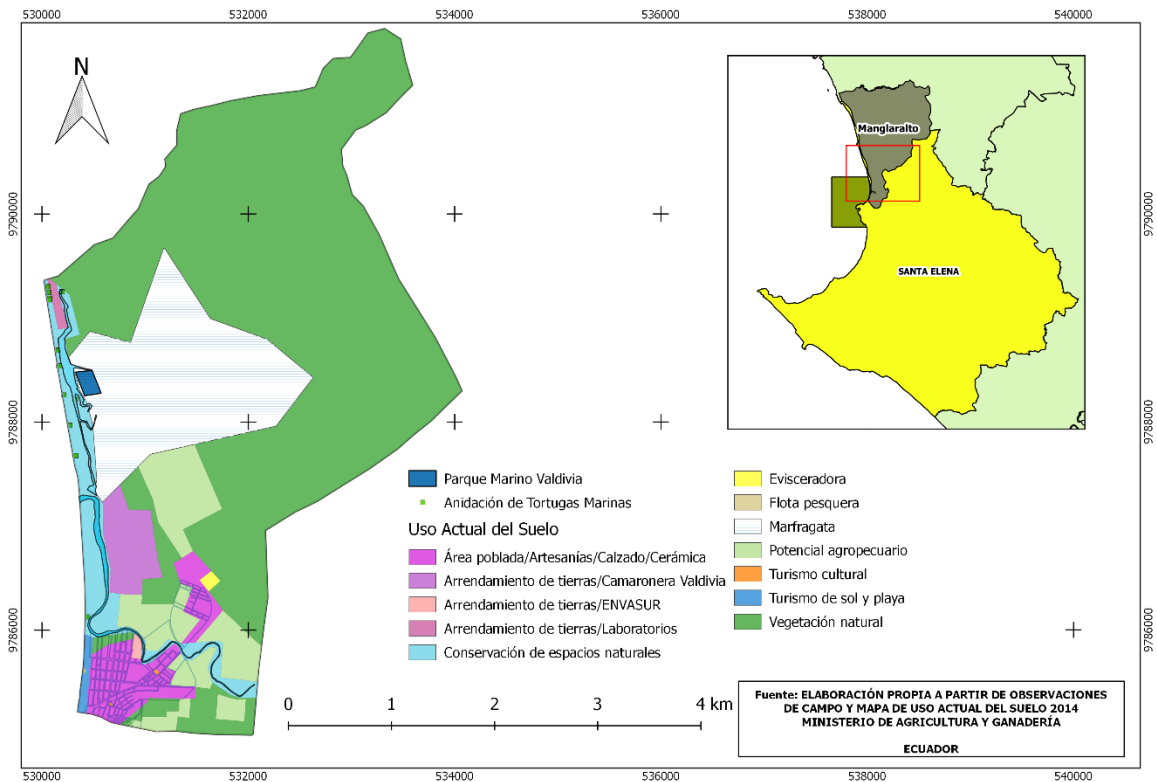 530000
532000
534000
536000
538000
540000
N
Manglaralto
SANTA ELENA
9790000
9790000
9788000
9788000
9786000
9786000
Parque Marino Valdivia
Anidación de Tortugas Marinas
Uso Actual del Suelo
Área poblada/Artesanías/Calzado/Cerámica
Arrendamiento de tierras/Camaronera Valdivia
Arrendamiento de tierras/ENVASUR
Arrendamiento de tierras/Laboratorios
Conservación de espacios naturales
Evisceradora
Flota pesquera
Marfragata
Potencial agropecuario
Turismo cultural
Turismo de sol y playa
Vegetación natural
0 1 2 3 4 km
Fuente: ELABORACIÓN PROPIA A PARTIR DE OBSERVACIONES
DE CAMPO Y MAPA DE USO ACTUAL DEL SUELO 2014
MINISTERIO DE AGRICULTURA Y GANADERÍA
ECUADOR
530000
532000
534000
536000
538000
540000